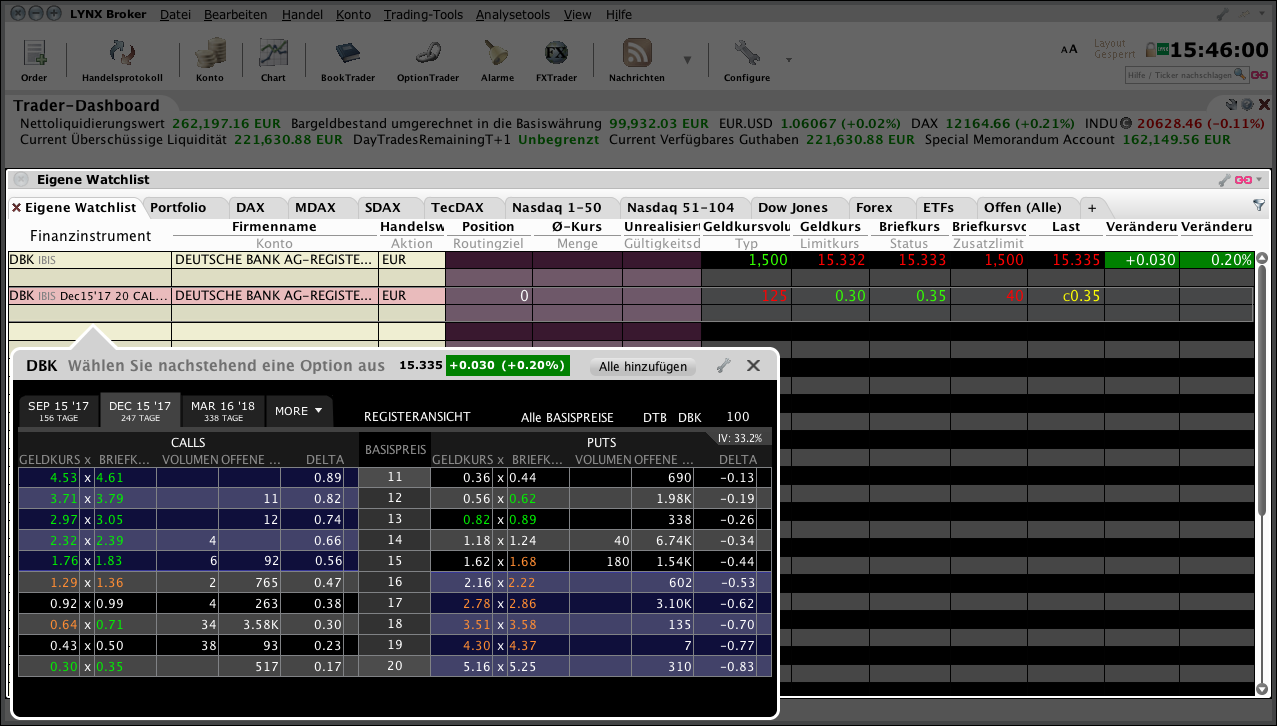 LYNX Broker Datei Bearbeiten Handel Konto Trading-Tools Analysetools View Hilfe
Order Handelsprotokoll Konto Chart BookTrader OptionTrader Alarme FXTrader Nachrichten Configure
FX
AA Layout Gesperrt LYNX 15:46:00
Hilfe / Ticker nachschlagen
Trader-Dashboard
Nettoliquidierungswert 262,197.16 EUR Bargeldbestand umgerechnet in die Basiswährung 99,932.03 EUR EUR.USD 1.06067 (+0.02%) DAX 12164.66 (+0.21%) INDU C 20628.46 (-0.11%)
Current Überschüssige Liquidität 221,630.88 EUR DayTradesRemainingT+1 Unbegrenzt Current Verfügbares Guthaben 221,630.88 EUR Special Memorandum Account 162,149.56 EUR
Eigene Watchlist
Eigene Watchlist Portfolio DAX MDAX SDAX TecDAX Nasdaq 1-50 Nasdaq 51-104 Dow Jones Forex ETFs Offen (Alle) +
Finanzinstrument Firmenname Handelsw Position Ø-Kurs Unrealisiert Geldkursvolu Geldkurs Briefkurs Briefkursvo Last Veränderu Veränderu
Konto Aktion Routingziel Menge Gültigkeitsd Typ Limitkurs Status Zusatzlimit
DBK IBIS DEUTSCHE BANK AG-REGISTE... EUR 1,500 15.332 15.333 1,500 15.335 +0.030 0.20%
DBK IBIS Dec15'17 20 CAL... DEUTSCHE BANK AG-REGISTE... EUR 0 125 0.30 0.35 40 c0.35
DBK Wählen Sie nachstehend eine Option aus 15.335 +0.030 (+0.20%) Alle hinzufügen
SEP 15 '17 DEC 15 '17 MAR 16 '18 MORE REGISTERANSICHT Alle BASISPREISE DTB DBK 100
156 TAGE 247 TAGE 338 TAGE
CALLS PUTS IV: 33.2%
GELDKURS x BRIEFK... VOLUMEN OFFENE ... DELTA BASISPREIS GELDKURS x BRIEFK... VOLUMEN OFFENE ... DELTA
4.53 x 4.61 0.89 11 0.36 x 0.44 690 -0.13
3.71 x 3.79 11 0.82 12 0.56 x 0.62 1.98K -0.19
2.97 x 3.05 12 0.74 13 0.82 x 0.89 338 -0.26
2.32 x 2.39 4 0.66 14 1.18 x 1.24 40 6.74K -0.34
1.76 x 1.83 6 92 0.56 15 1.62 x 1.68 180 1.54K -0.44
1.29 x 1.36 2 765 0.47 16 2.16 x 2.22 602 -0.53
0.92 x 0.99 4 263 0.38 17 2.78 x 2.86 3.10K -0.62
0.64 x 0.71 34 3.58K 0.30 18 3.51 x 3.58 135 -0.70
0.43 x 0.50 38 93 0.23 19 4.30 x 4.37 7 -0.77
0.30 x 0.35 517 0.17 20 5.16 x 5.25 310 -0.83